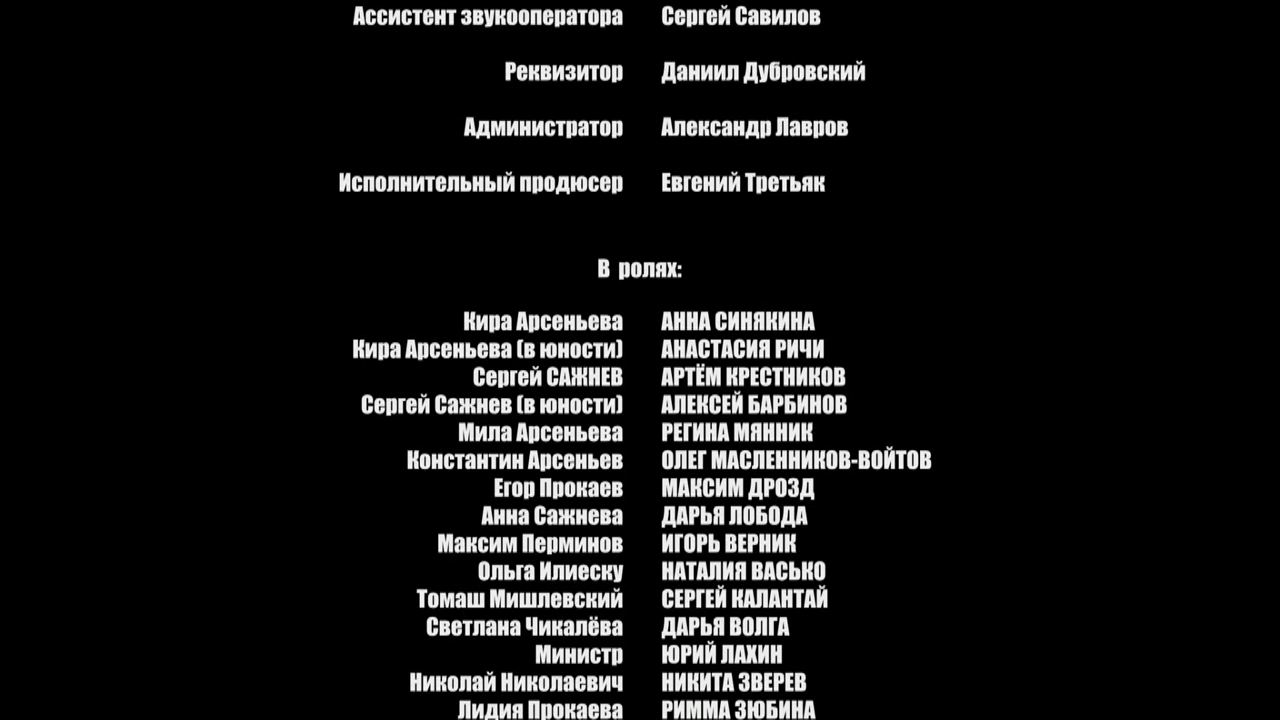 Ассистент звукооператора Сергей Савилов
Реквизитор Даниил Дубровский
Администратор Александр Лавров
Исполнительный продюсер Евгений Третьяк
В ролях:
Кира Арсеньева АННА СИНЯКИНА
Кира Арсеньева (в юности) АНАСТАСИЯ РИЧИ
Сергей САЖНЕВ АРТЁМ КРЕСТНИКОВ
Сергей Сажнев (в юности) АЛЕКСЕЙ БАРБИНОВ
Мила Арсеньева РЕГИНА МЯННИК
Константин Арсеньев ОЛЕГ МАСЛЕННИКОВ-ВОЙТОВ
Егор Прокаев МАКСИМ ДРОЗД
Анна Сажнева ДАРЬЯ ЛОБОДА
Максим Перминов ИГОРЬ ВЕРНИК
Ольга Илиеску НАТАЛИЯ ВАСЬКО
Томаш Мишлевский СЕРГЕЙ КАЛАНТАЙ
Светлана Чикалёва ДАРЬЯ ВОЛГА
Министр ЮРИЙ ЛАХИН
Николай Николаевич НИКИТА ЗВЕРЕВ
Лидия Прокаева РИММА ЗЮБИНА